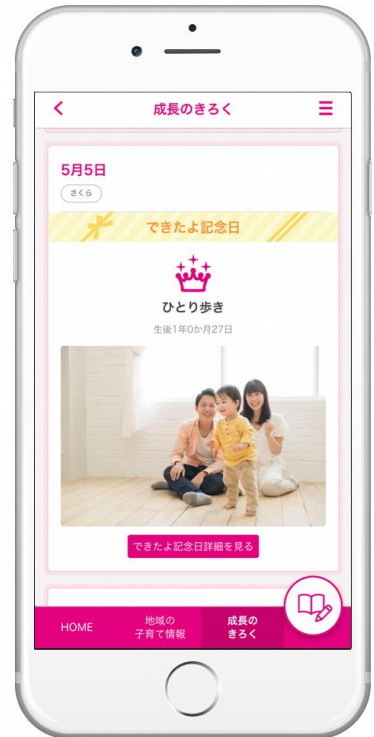 成長のきろく
5月5日
さくら
できたよ記念日
ひとり歩き
生後1年0か月27日
できたよ記念日詳細を見る
HOME
地域の
子育て情報
成長の
きろく